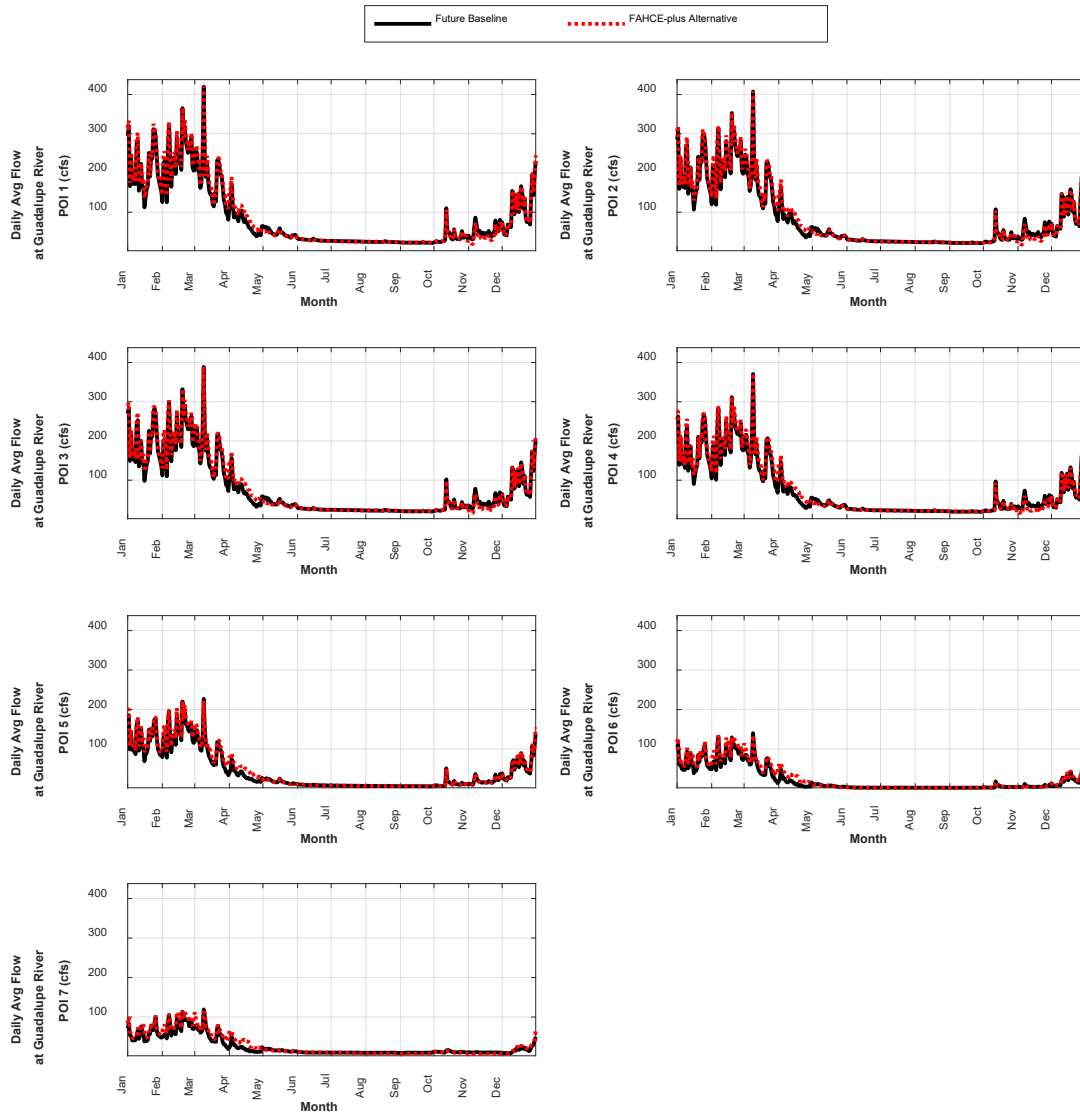 Future Baseline
FAHCE-plus Alternative
Daily Avg Flow
at Guadalupe River
POI 1 (cfs)
400
300
200
100
Jan
Feb
Mar
Apr
May
Jun
Jul
Aug
Sep
Oct
Nov
Dec
Month
Daily Avg Flow
at Guadalupe River
POI 2 (cfs)
400
300
200
100
Jan
Feb
Mar
Apr
May
Jun
Jul
Aug
Sep
Oct
Nov
Dec
Month
Daily Avg Flow
at Guadalupe River
POI 3 (cfs)
400
300
200
100
Jan
Feb
Mar
Apr
May
Jun
Jul
Aug
Sep
Oct
Nov
Dec
Month
Daily Avg Flow
at Guadalupe River
POI 4 (cfs)
400
300
200
100
Jan
Feb
Mar
Apr
May
Jun
Jul
Aug
Sep
Oct
Nov
Dec
Month
Daily Avg Flow
at Guadalupe River
POI 5 (cfs)
400
300
200
100
Jan
Feb
Mar
Apr
May
Jun
Jul
Aug
Sep
Oct
Nov
Dec
Month
Daily Avg Flow
at Guadalupe River
POI 6 (cfs)
400
300
200
100
Jan
Feb
Mar
Apr
May
Jun
Jul
Aug
Sep
Oct
Nov
Dec
Month
Daily Avg Flow
at Guadalupe River
POI 7 (cfs)
400
300
200
100
Jan
Feb
Mar
Apr
May
Jun
Jul
Aug
Sep
Oct
Nov
Dec
Month